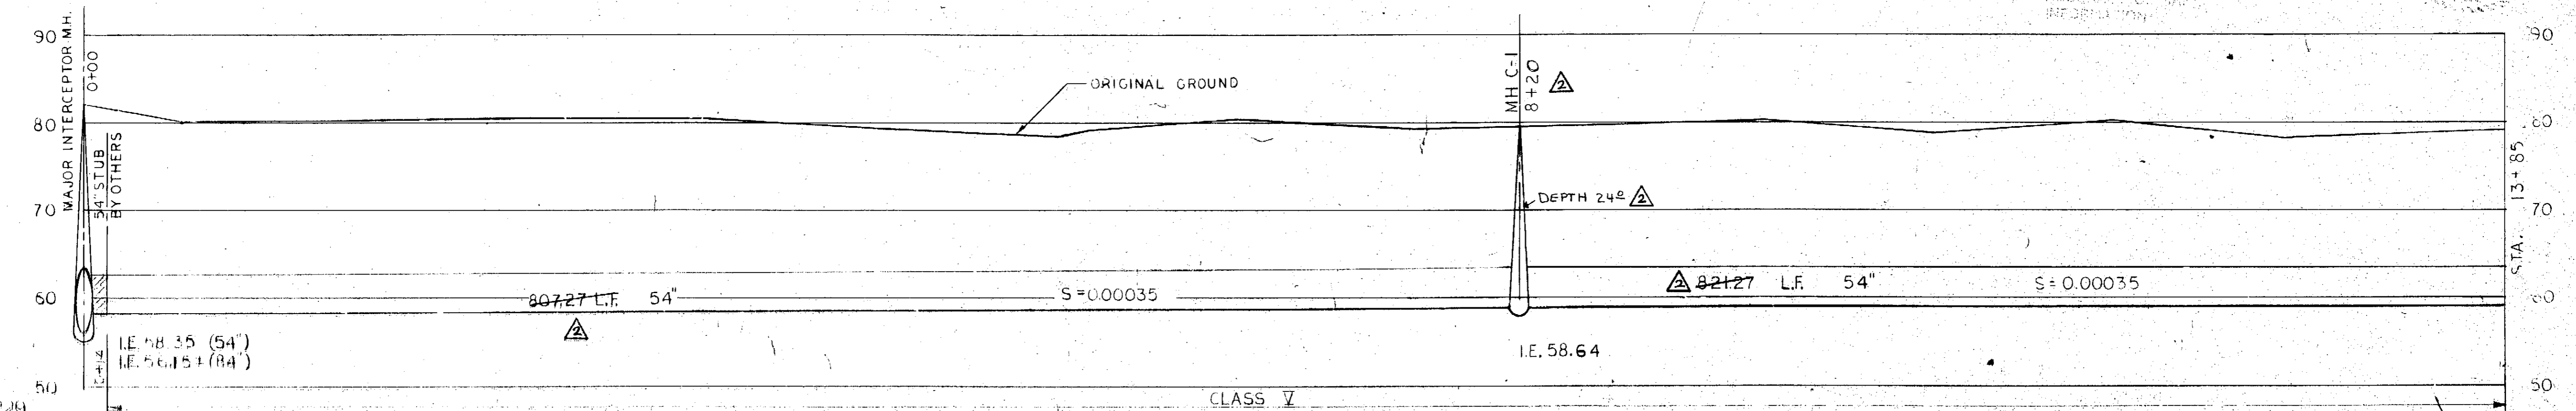 90
80
70
60
50
MAJOR INTERCEPTOR M.H.
0+00
54" STUB
BY OTHERS
ORIGINAL GROUND
MH C-1
8+20
2
DEPTH 24º 2
807.27 L.F. 54"
S=0.00035
2
2 821.27 L.F. 54"
S=0.00035
I.E. 58.35 (54")
I.E. 56.15± (84")
I.E. 58.64
CLASS V
90
80
70
60
50
STA. 13+85